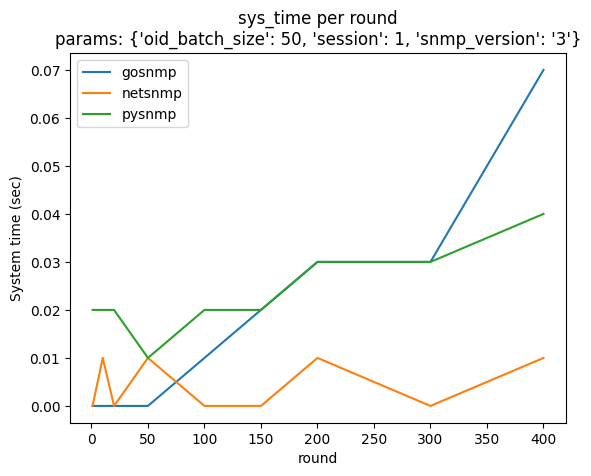 sys_time per round
params: {'oid_batch_size': 50, 'session': 1, 'snmp_version': '3'}
gosnmp
netsnmp
pysnmp
System time (sec)
0.07
0.06
0.05
0.04
0.03
0.02
0.01
0.00
0 50 100 150 200 250 300 350 400
round